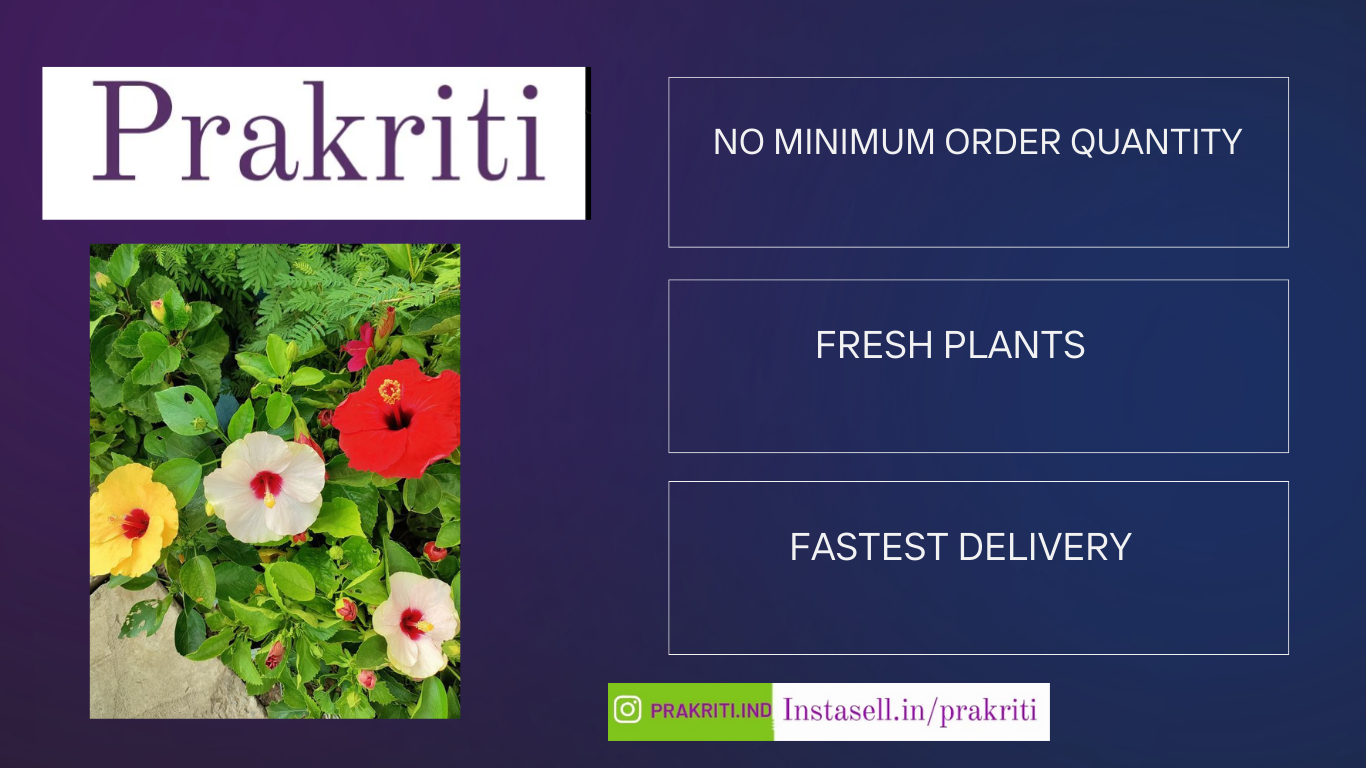 Prakriti
NO MINIMUM ORDER QUANTITY
FRESH PLANTS
FASTEST DELIVERY
PRAKRITI.IND
Instasell.in/prakriti